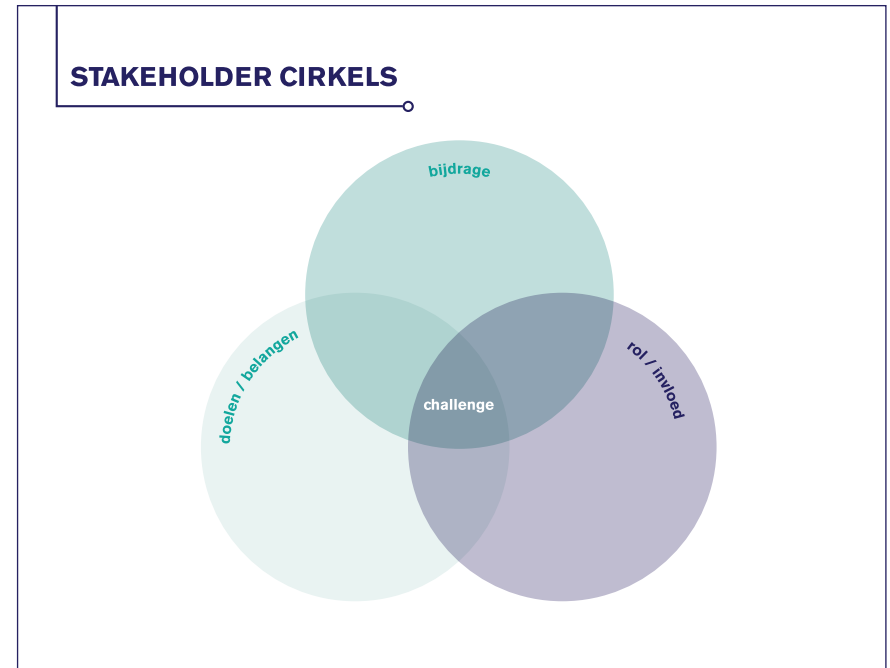 STAKEHOLDER CIRKELS
bijdrage
doelen / belangen
rol / invloed
challenge